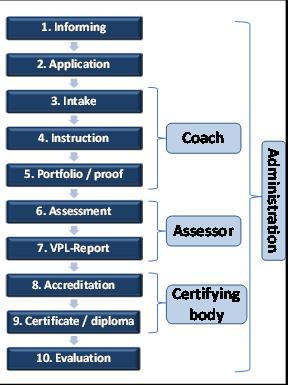 1. Informing
2. Application
3. Intake
4. Instruction
5. Portfolio / proof
6. Assessment
7. VPL-Report
8. Accreditation
9. Certificate / diploma
10. Evaluation
Coach
Assessor
Certifying
body
Administration